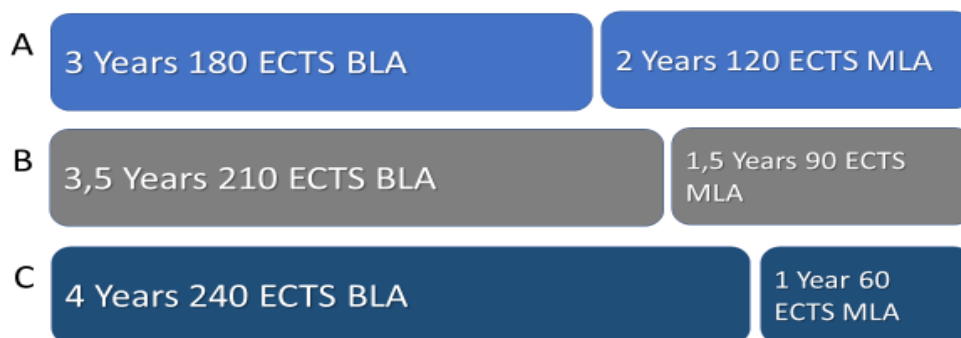 A
3 Years 180 ECTS BLA
2 Years 120 ECTS MLA
B
3,5 Years 210 ECTS BLA
1,5 Years 90 ECTS
MLA
C
4 Years 240 ECTS BLA
1 Year 60
ECTS MLA